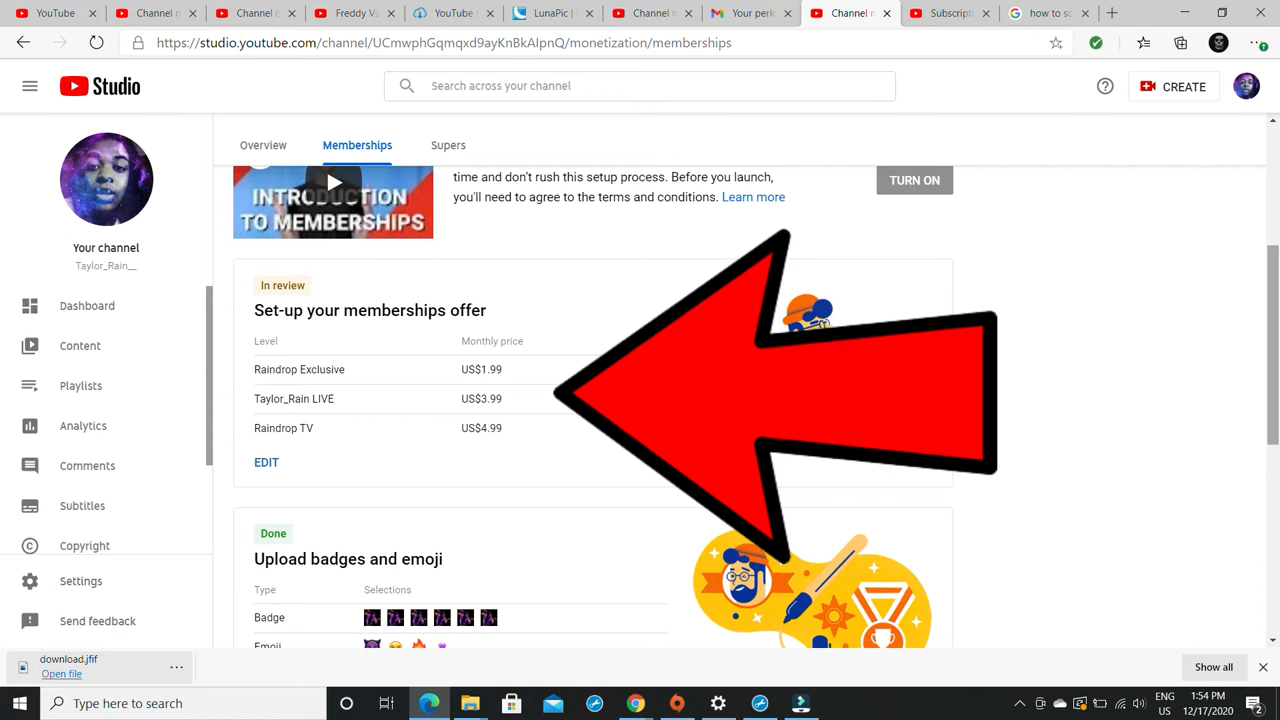 Channel m
Channel c
Freddy Vs
YouTube
LunaPic
Channel m
Your perk
Channel m
Subscript
how to sc
https://studio.youtube.com/channel/UCmwphGqmqxd9ayKnBkAIpnQ/monetization/memberships
Studio
Search across your channel
CREATE
Overview
Memberships
Supers
INTRODUCTION
TO MEMBERSHIPS
time and don't rush this setup process. Before you launch,
you'll need to agree to the terms and conditions. Learn more
TURN ON
Your channel
Taylor_Rain__
Dashboard
Content
Playlists
Analytics
Comments
Subtitles
Copyright
Settings
Send feedback
In review
Set-up your memberships offer
Level Monthly price
Raindrop Exclusive US$1.99
Taylor_Rain LIVE US$3.99
Raindrop TV US$4.99
EDIT
Done
Upload badges and emoji
Type Selections
Badge
Emoji
download.jfif
Open file
Show all
Type here to search
ENG
US
1:54 PM
12/17/2020
2